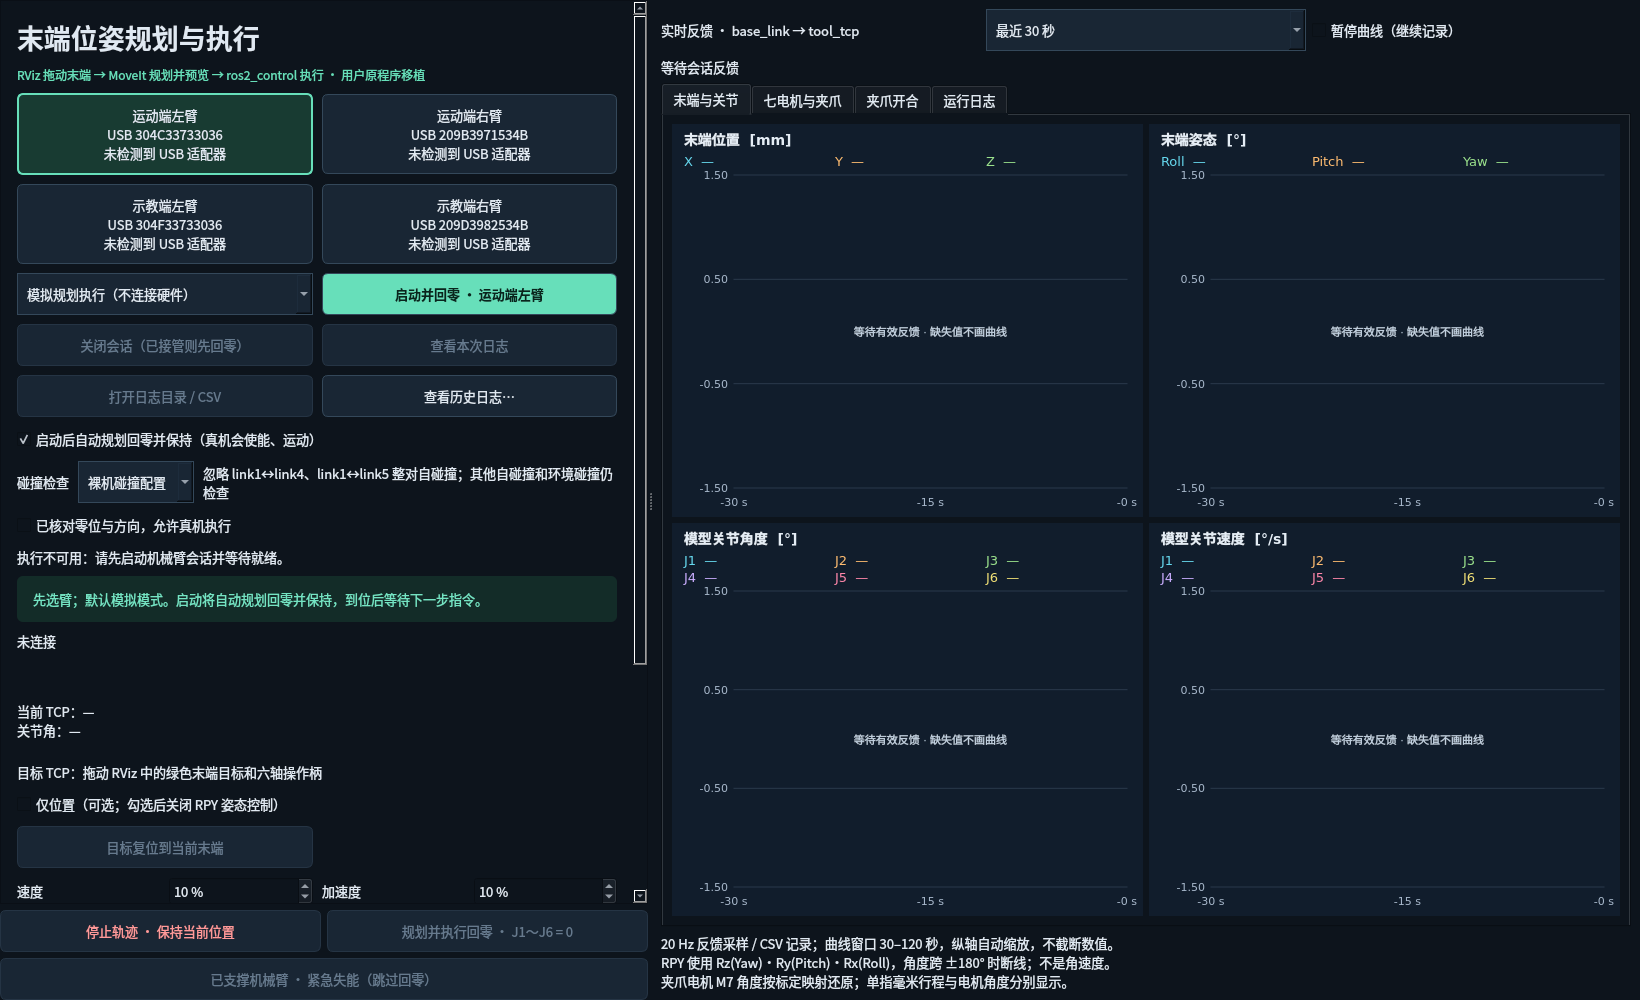 末端位姿规划与执行
RViz 拖动末端 → MoveIt 规划并预览 → ros2_control 执行 · 用户原程序移植
运动端左臂
USB 304C33733036
未检测到 USB 适配器
运动端右臂
USB 209B3971534B
未检测到 USB 适配器
示教端左臂
USB 304F33733036
未检测到 USB 适配器
示教端右臂
USB 209D3982534B
未检测到 USB 适配器
模拟规划执行（不连接硬件）
启动并回零 · 运动端左臂
关闭会话（已接管则先回零）
查看本次日志
打开日志目录 / CSV
查看历史日志…
启动后自动规划回零并保持（真机会使能、运动）
碰撞检查
裸机碰撞配置
忽略 link1↔link4、link1↔link5 整对自碰撞；其他自碰撞和环境碰撞仍
检查
已核对零位与方向，允许真机执行
执行不可用：请先启动机械臂会话并等待就绪。
先选臂；默认模拟模式。启动将自动规划回零并保持，到位后等待下一步指令。
未连接
当前 TCP：—
关节角：—
目标 TCP：拖动 RViz 中的绿色末端目标和六轴操作柄
仅位置（可选；勾选后关闭 RPY 姿态控制）
目标复位到当前末端
速度
10 %
加速度
10 %
停止轨迹 · 保持当前位置
规划并执行回零 · J1～J6 = 0
已支撑机械臂 · 紧急失能（跳过回零）
实时反馈 · base_link → tool_tcp
最近 30 秒
暂停曲线（继续记录）
等待会话反馈
末端与关节
七电机与夹爪
夹爪开合
运行日志
末端位置 [mm]
X —
Y —
Z —
1.50
0.50
等待有效反馈 · 缺失值不画曲线
-0.50
-1.50
-30 s
-15 s
-0 s
末端姿态 [°]
Roll —
Pitch —
Yaw —
1.50
0.50
等待有效反馈 · 缺失值不画曲线
-0.50
-1.50
-30 s
-15 s
-0 s
模型关节角度 [°]
J1 —
J2 —
J3 —
J4 —
J5 —
J6 —
1.50
0.50
等待有效反馈 · 缺失值不画曲线
-0.50
-1.50
-30 s
-15 s
-0 s
模型关节速度 [°/s]
J1 —
J2 —
J3 —
J4 —
J5 —
J6 —
1.50
0.50
等待有效反馈 · 缺失值不画曲线
-0.50
-1.50
-30 s
-15 s
-0 s
20 Hz 反馈采样 / CSV 记录；曲线窗口 30–120 秒，纵轴自动缩放，不截断数值。
RPY 使用 Rz(Yaw)·Ry(Pitch)·Rx(Roll)，角度跨 ±180° 时断线；不是角速度。
夹爪电机 M7 角度按标定映射还原；单指毫米行程与电机角度分别显示。